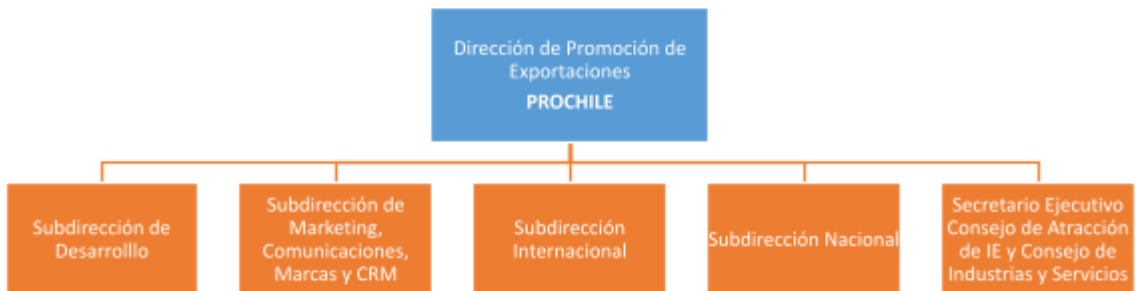 Dirección de Promoción de
Exportaciones
PROCHILE
Subdirección de
Desarrolllo
Subdirección de
Marketing,
Comunicaciones,
Marcas y CRM
Subdirección
Internacional
Subdirección Nacional
Secretario Ejecutivo
Consejo de Atracción
de IE y Consejo de
Industrias y Servicios